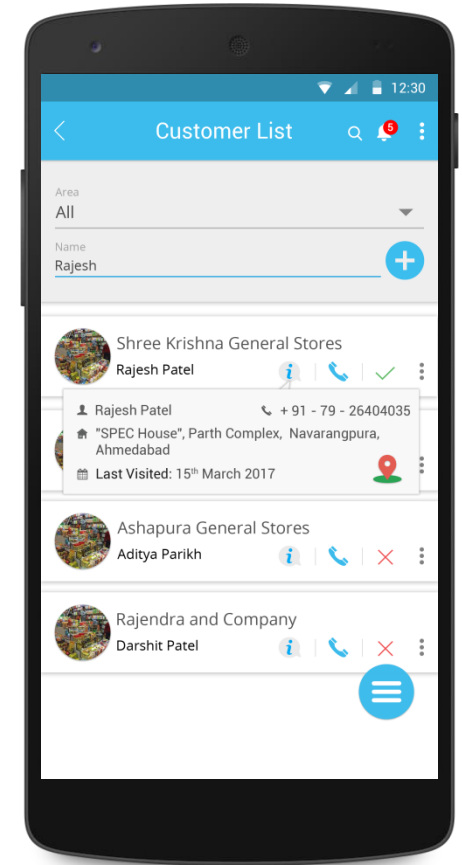 12:30
Customer List
5
Area
All
Name
Rajesh
Shree Krishna General Stores
Rajesh Patel
Rajesh Patel
+ 91 - 79 - 26404035
"SPEC House", Parth Complex, Navarangpura,
Ahmedabad
Last Visited: 15th March 2017
Ashapura General Stores
Aditya Parikh
Rajendra and Company
Darshit Patel